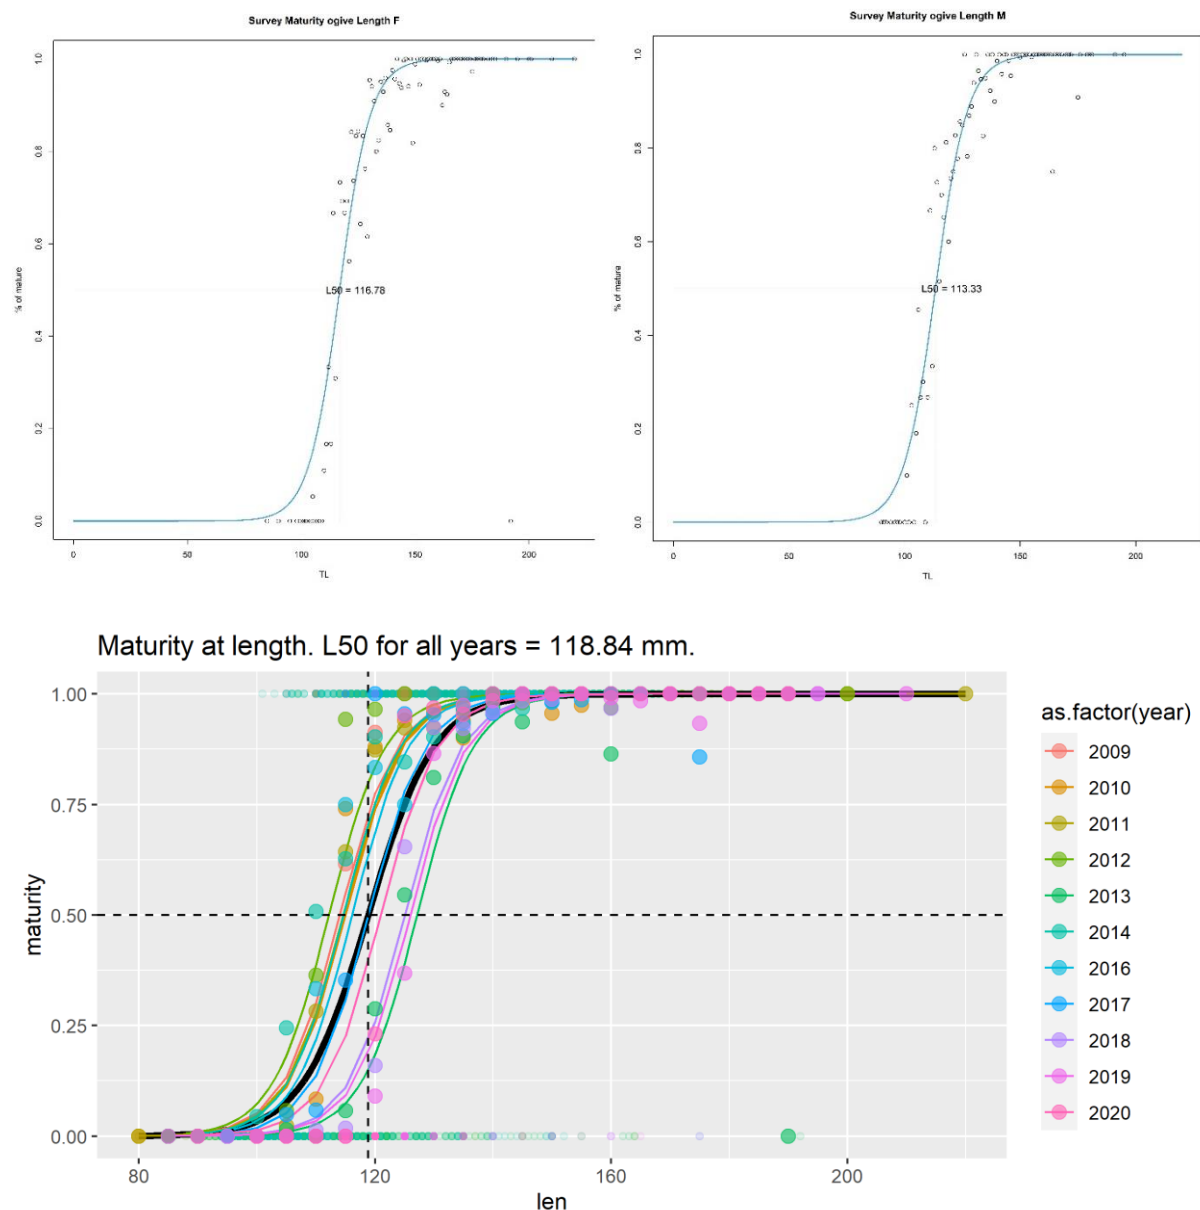 Survey Maturity ogive Length F
% of mature
1.0
0.8
0.6
0.4
0.2
0.0
L50 = 116.78
0 50 100 150 200
TL
Survey Maturity ogive Length M
% of matura
1.0
0.8
0.6
0.4
0.2
0.0
L50 = 113.33
0 50 100 150 200
TL
Maturity at length. L50 for all years = 118.84 mm.
maturity
1.00
0.75
0.50
0.25
0.00
80 120 160 200
len
as.factor(year)
2009
2010
2011
2012
2013
2014
2016
2017
2018
2019
2020